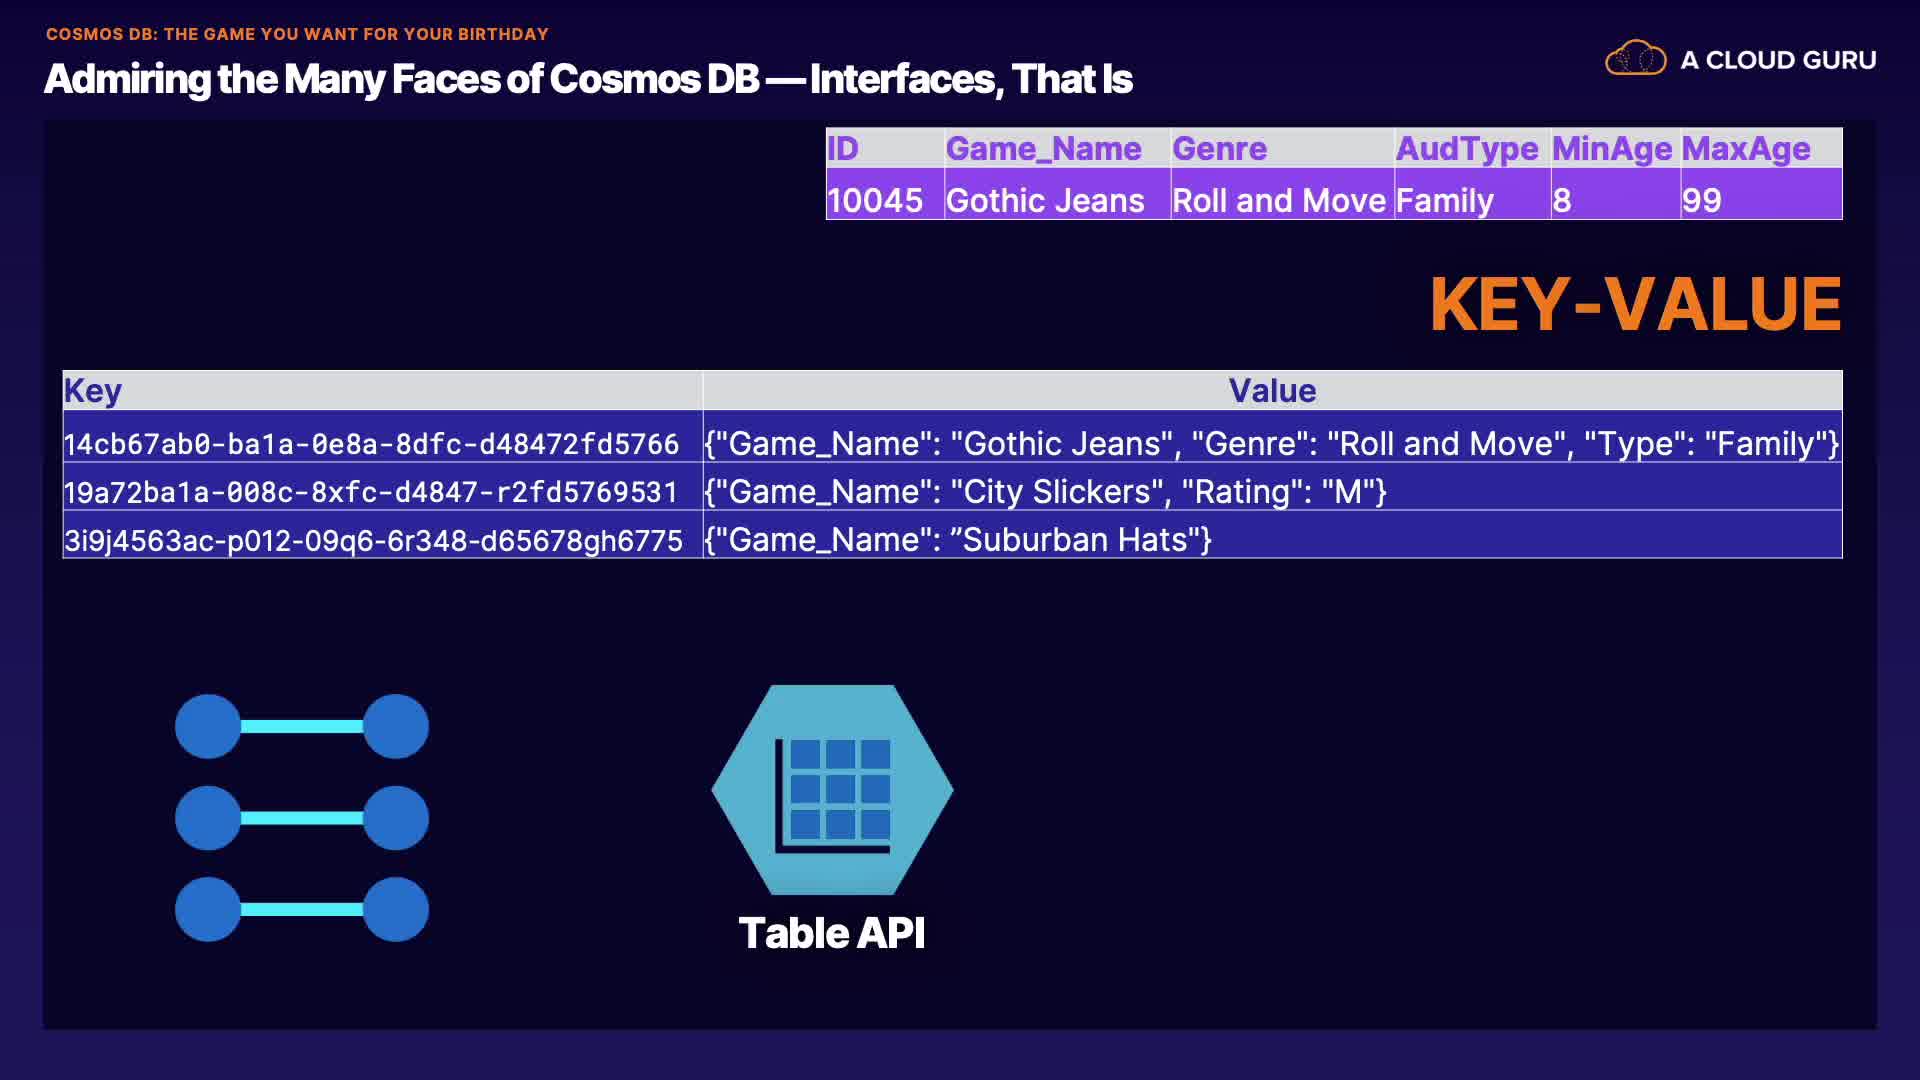 COSMOS DB: THE GAME YOU WANT FOR YOUR BIRTHDAY
Admiring the Many Faces of Cosmos DB — Interfaces, That Is
A CLOUD GURU
ID Game_Name Genre AudType MinAge MaxAge
10045 Gothic Jeans Roll and Move Family 8 99
KEY-VALUE
Key Value
14cb67ab0-ba1a-0e8a-8dfc-d48472fd5766 {"Game_Name": "Gothic Jeans", "Genre": "Roll and Move", "Type": "Family"}
19a72ba1a-008c-8xfc-d4847-r2fd5769531 {"Game_Name": "City Slickers", "Rating": "M"}
3i9j4563ac-p012-09q6-6r348-d65678gh6775 {"Game_Name": ”Suburban Hats"}
Table API